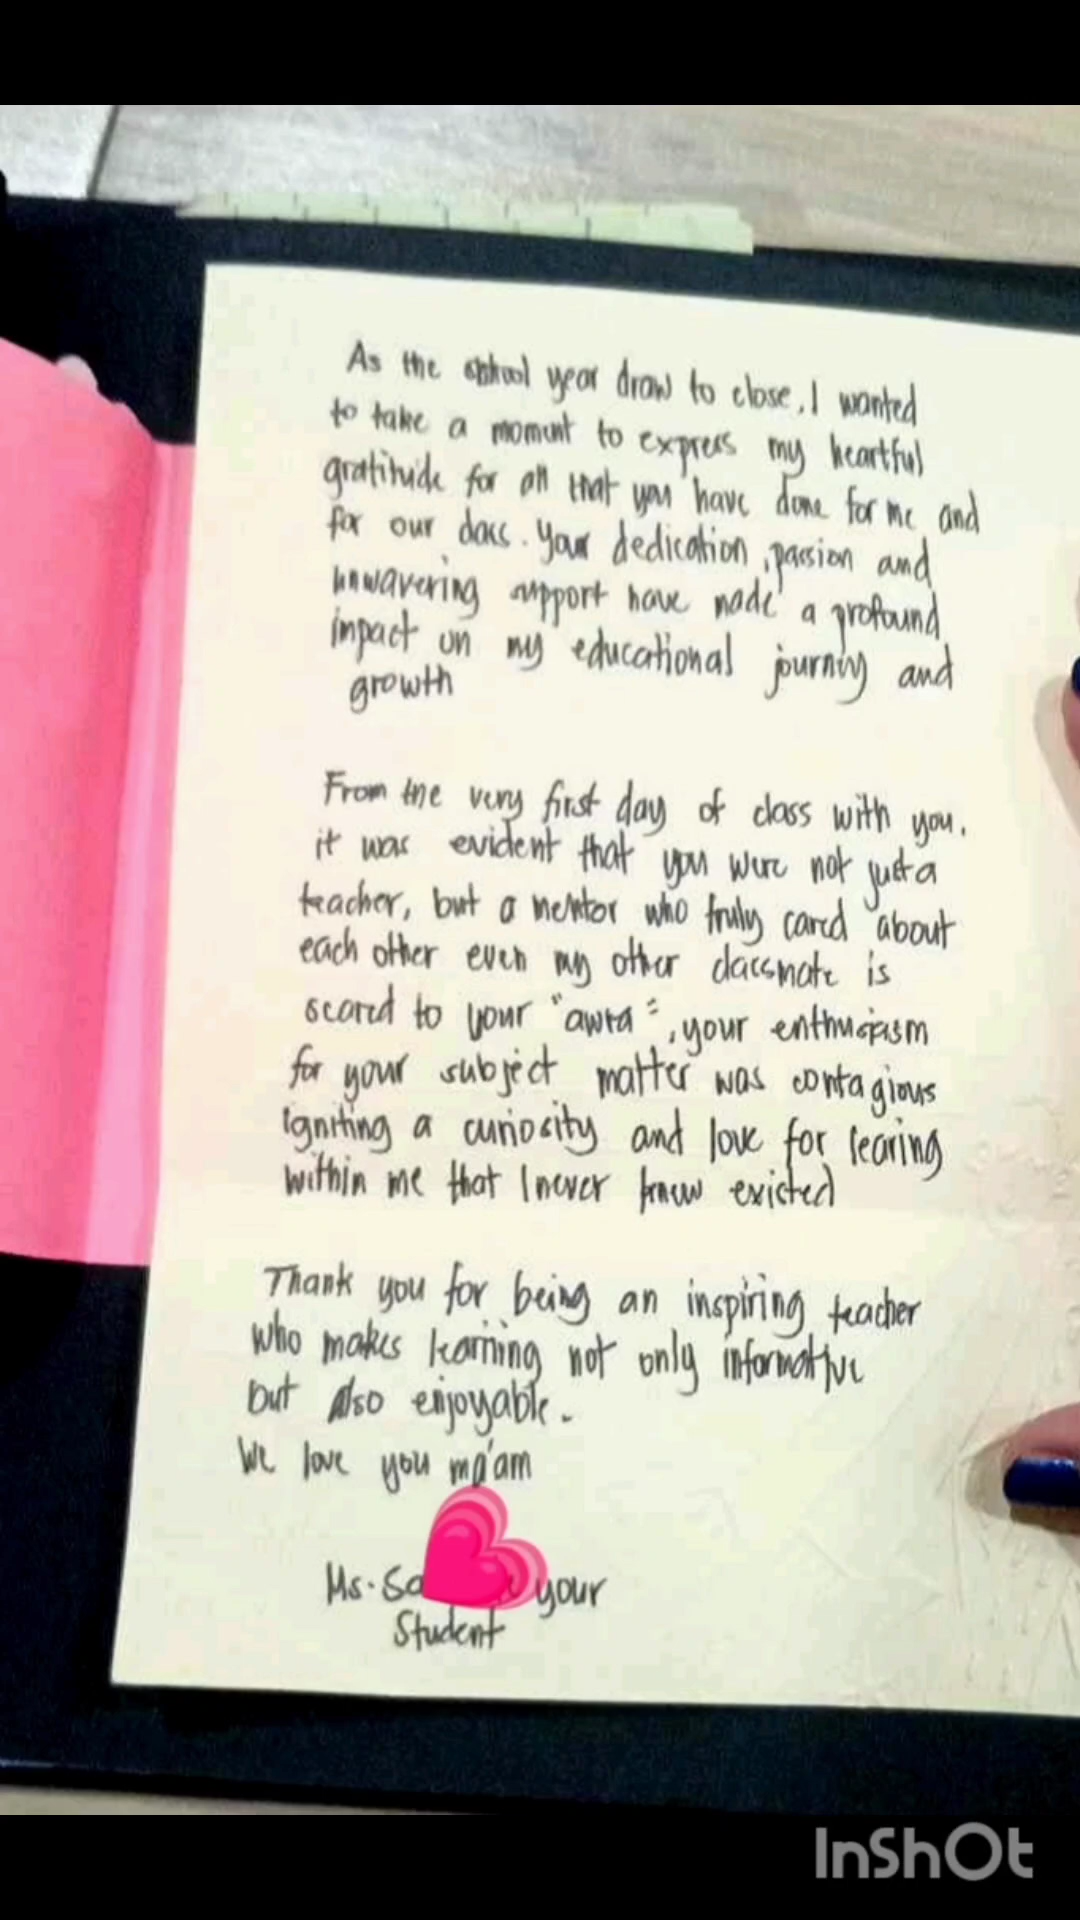 As the school year draw to close, I wanted
to take a moment to express my heartful
gratitude for all that you have done for me and
for our class. Your dedication, passion and
unwavering support have made a profound
impact on my educational journey and
growth
From the very first day of class with you,
it was evident that you were not just a
teacher, but a mentor who truly cared about
each other even my other classmate is
scared to your "awra", your enthusiasm
for your subject matter was contagious
igniting a curiosity and love for learing
within me that I never knew existed
Thank you for being an inspiring teacher
who makes learning not only informative
but also enjoyable.
We love you ma'am
Ms. Sa your
Student
InShOt